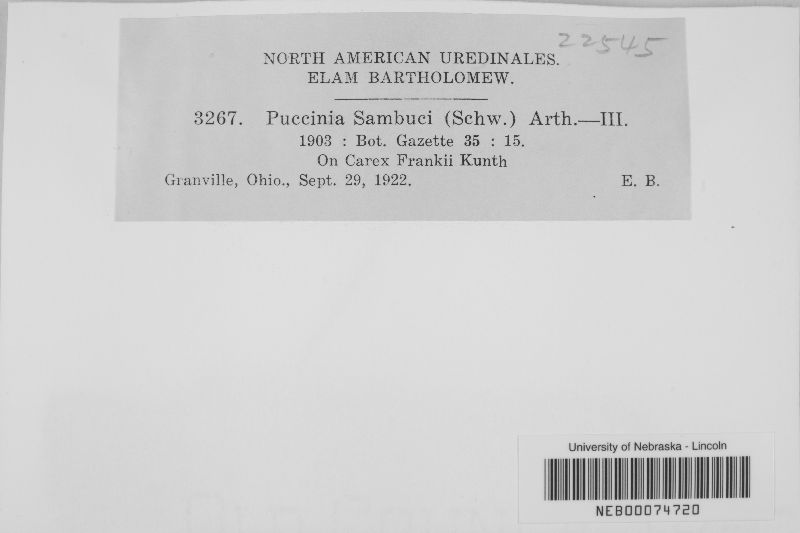 22545
NORTH AMERICAN UREDINALES.
ELAM BARTHOLOMEW.
3267. Puccinia Sambuci (Schw.) Arth.—III.
1903 : Bot. Gazette 35 : 15.
On Carex Frankii Kunth
Granville, Ohio., Sept. 29, 1922. E. B.
University of Nebraska - Lincoln
NEB00074720